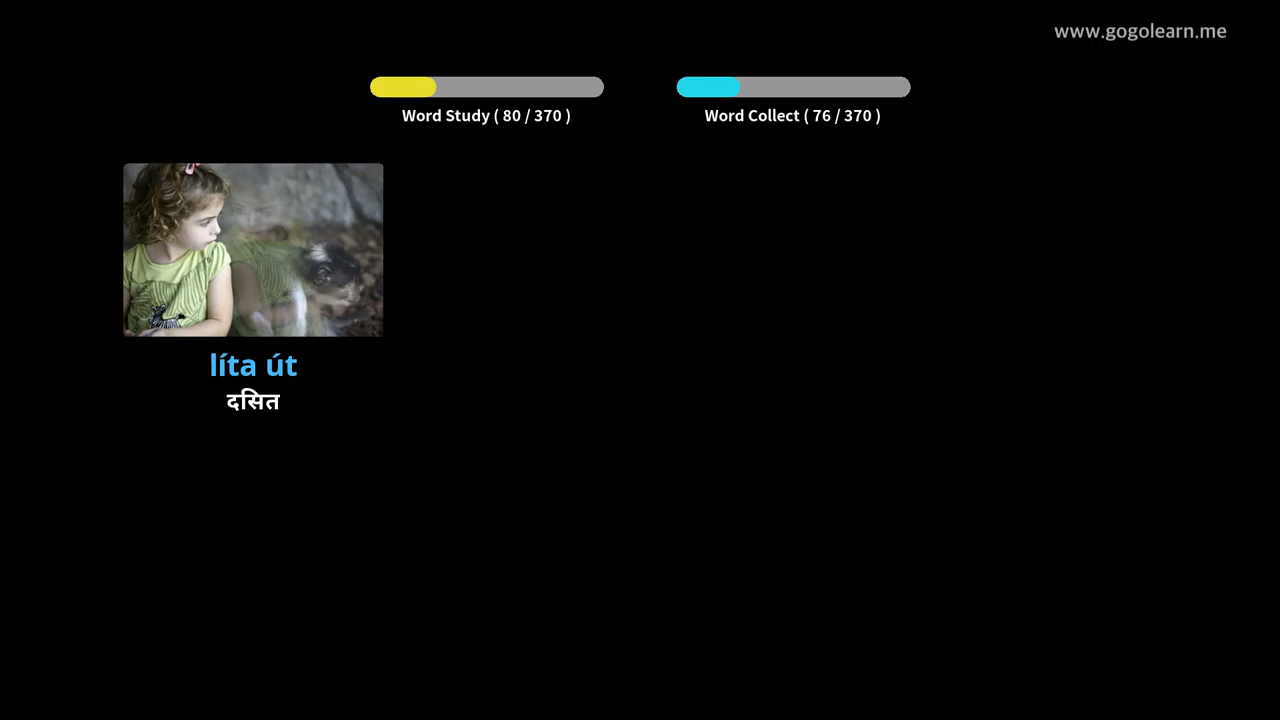 www.gogolearn.me
Word Study ( 80 / 370 )
Word Collect ( 76 / 370 )
líta út
दसित